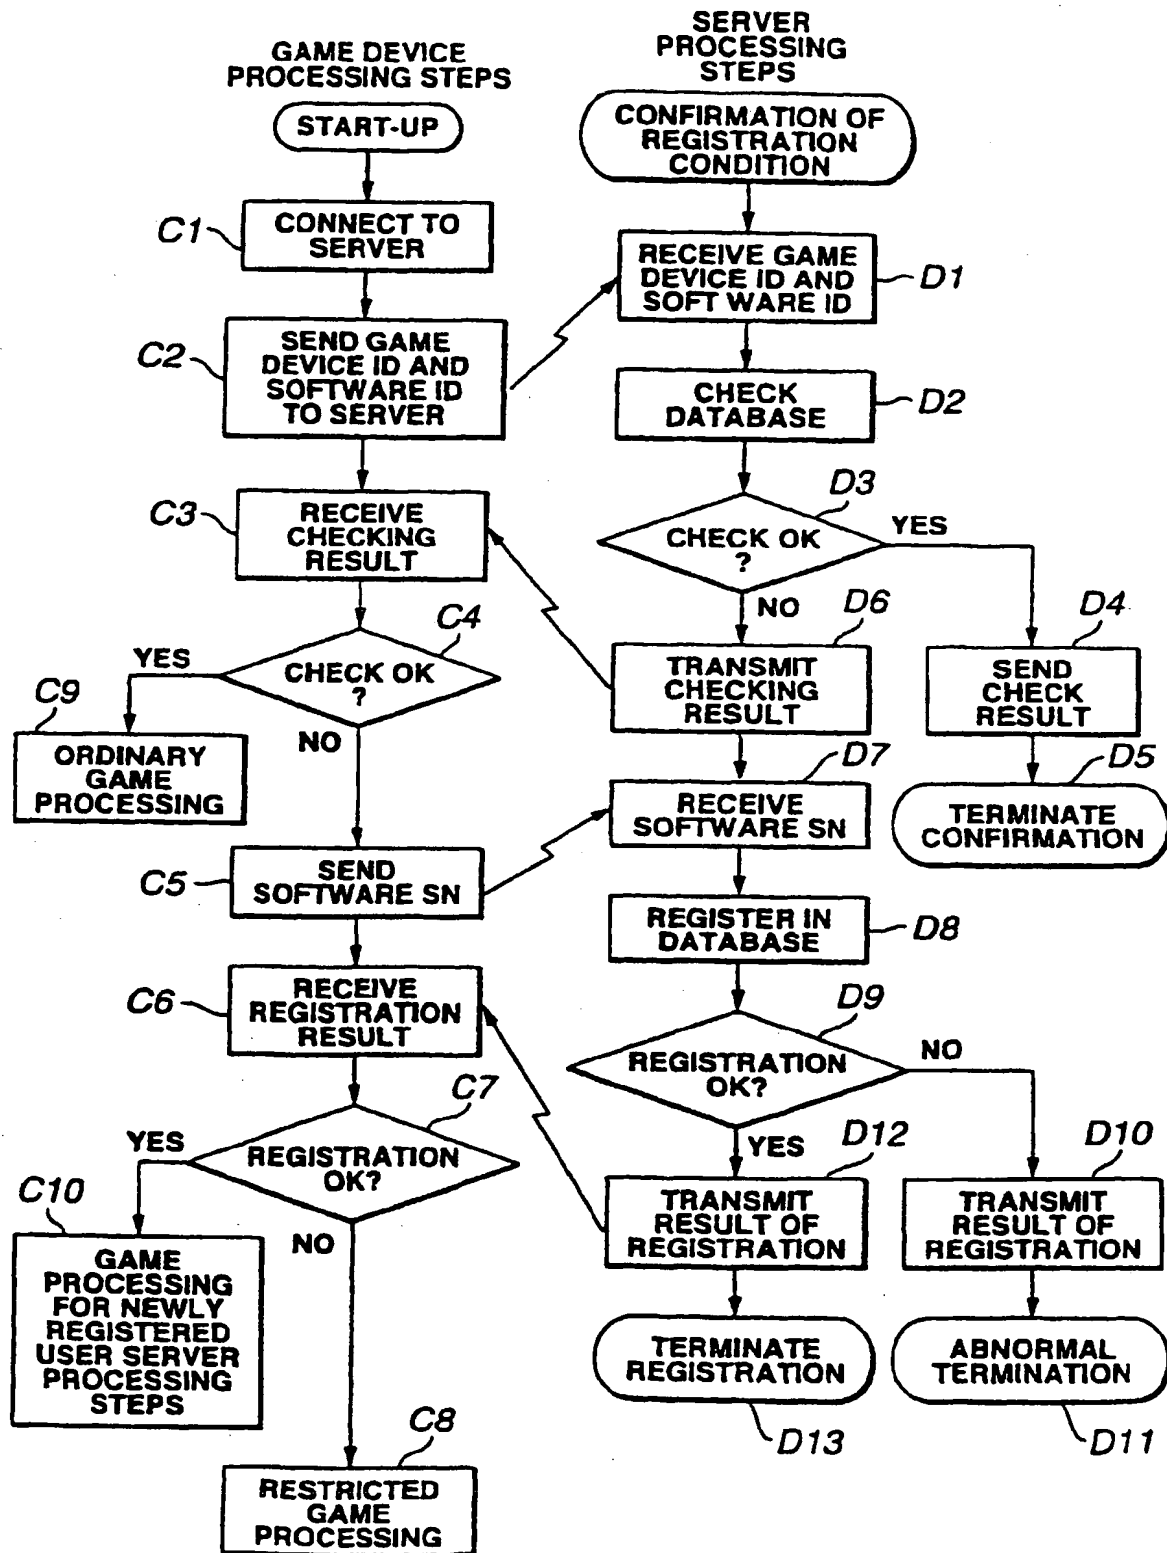 GAME DEVICE
PROCESSING STEPS
START-UP
C1
CONNECT TO
SERVER
C2
SEND GAME
DEVICE ID AND
SOFTWARE ID
TO SERVER
C3
RECEIVE
CHECKING
RESULT
C4
CHECK OK
?
YES
NO
C9
ORDINARY
GAME
PROCESSING
C5
SEND
SOFTWARE SN
C6
RECEIVE
REGISTRATION
RESULT
C7
REGISTRATION
OK?
YES
NO
C10
GAME
PROCESSING
FOR NEWLY
REGISTERED
USER SERVER
PROCESSING
STEPS
C8
RESTRICTED
GAME
PROCESSING
SERVER
PROCESSING
STEPS
CONFIRMATION OF
REGISTRATION
CONDITION
RECEIVE GAME
DEVICE ID AND
SOFT WARE ID
D1
CHECK
DATABASE
D2
D3
CHECK OK
?
YES
NO
D6
TRANSMIT
CHECKING
RESULT
D4
SEND
CHECK
RESULT
D5
TERMINATE
CONFIRMATION
D7
RECEIVE
SOFTWARE SN
REGISTER IN
DATABASE
D8
D9
REGISTRATION
OK?
NO
YES
D12
TRANSMIT
RESULT OF
REGISTRATION
D10
TRANSMIT
RESULT OF
REGISTRATION
TERMINATE
REGISTRATION
D13
ABNORMAL
TERMINATION
D11